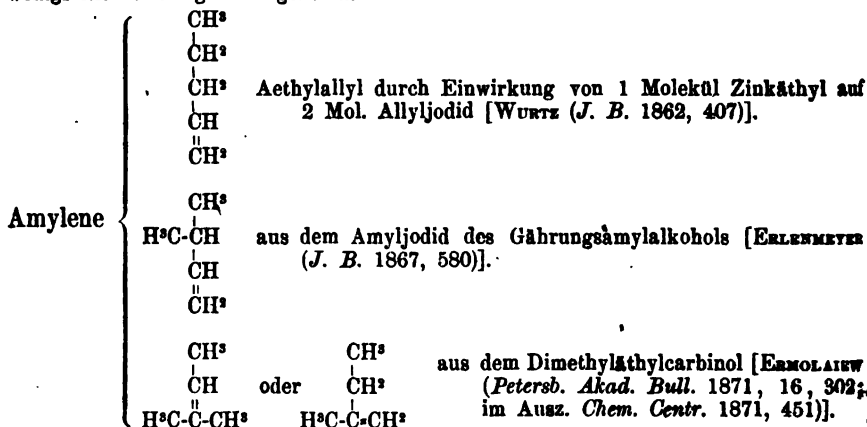 CH³
CH²
CH² Aethylallyl durch Einwirkung von 1 Molekül Zinkäthyl auf
CH 2 Mol. Allyljodid [WURTZ (J. B. 1862, 407)].
CH²
Amylene
CH³
H³C-CH aus dem Amyljodid des Gährungsamylalkohols [ERLENMEYER
CH (J. B. 1867, 580)].
CH²
CH³ CH³ aus dem Dimethyläthylcarbinol [ERMOLAIEW
CH oder CH² (Petersb. Akad. Bull. 1871, 16, 302;
H³C-C-CH³ H³C-C=CH² im Ausz. Chem. Centr. 1871, 451)].